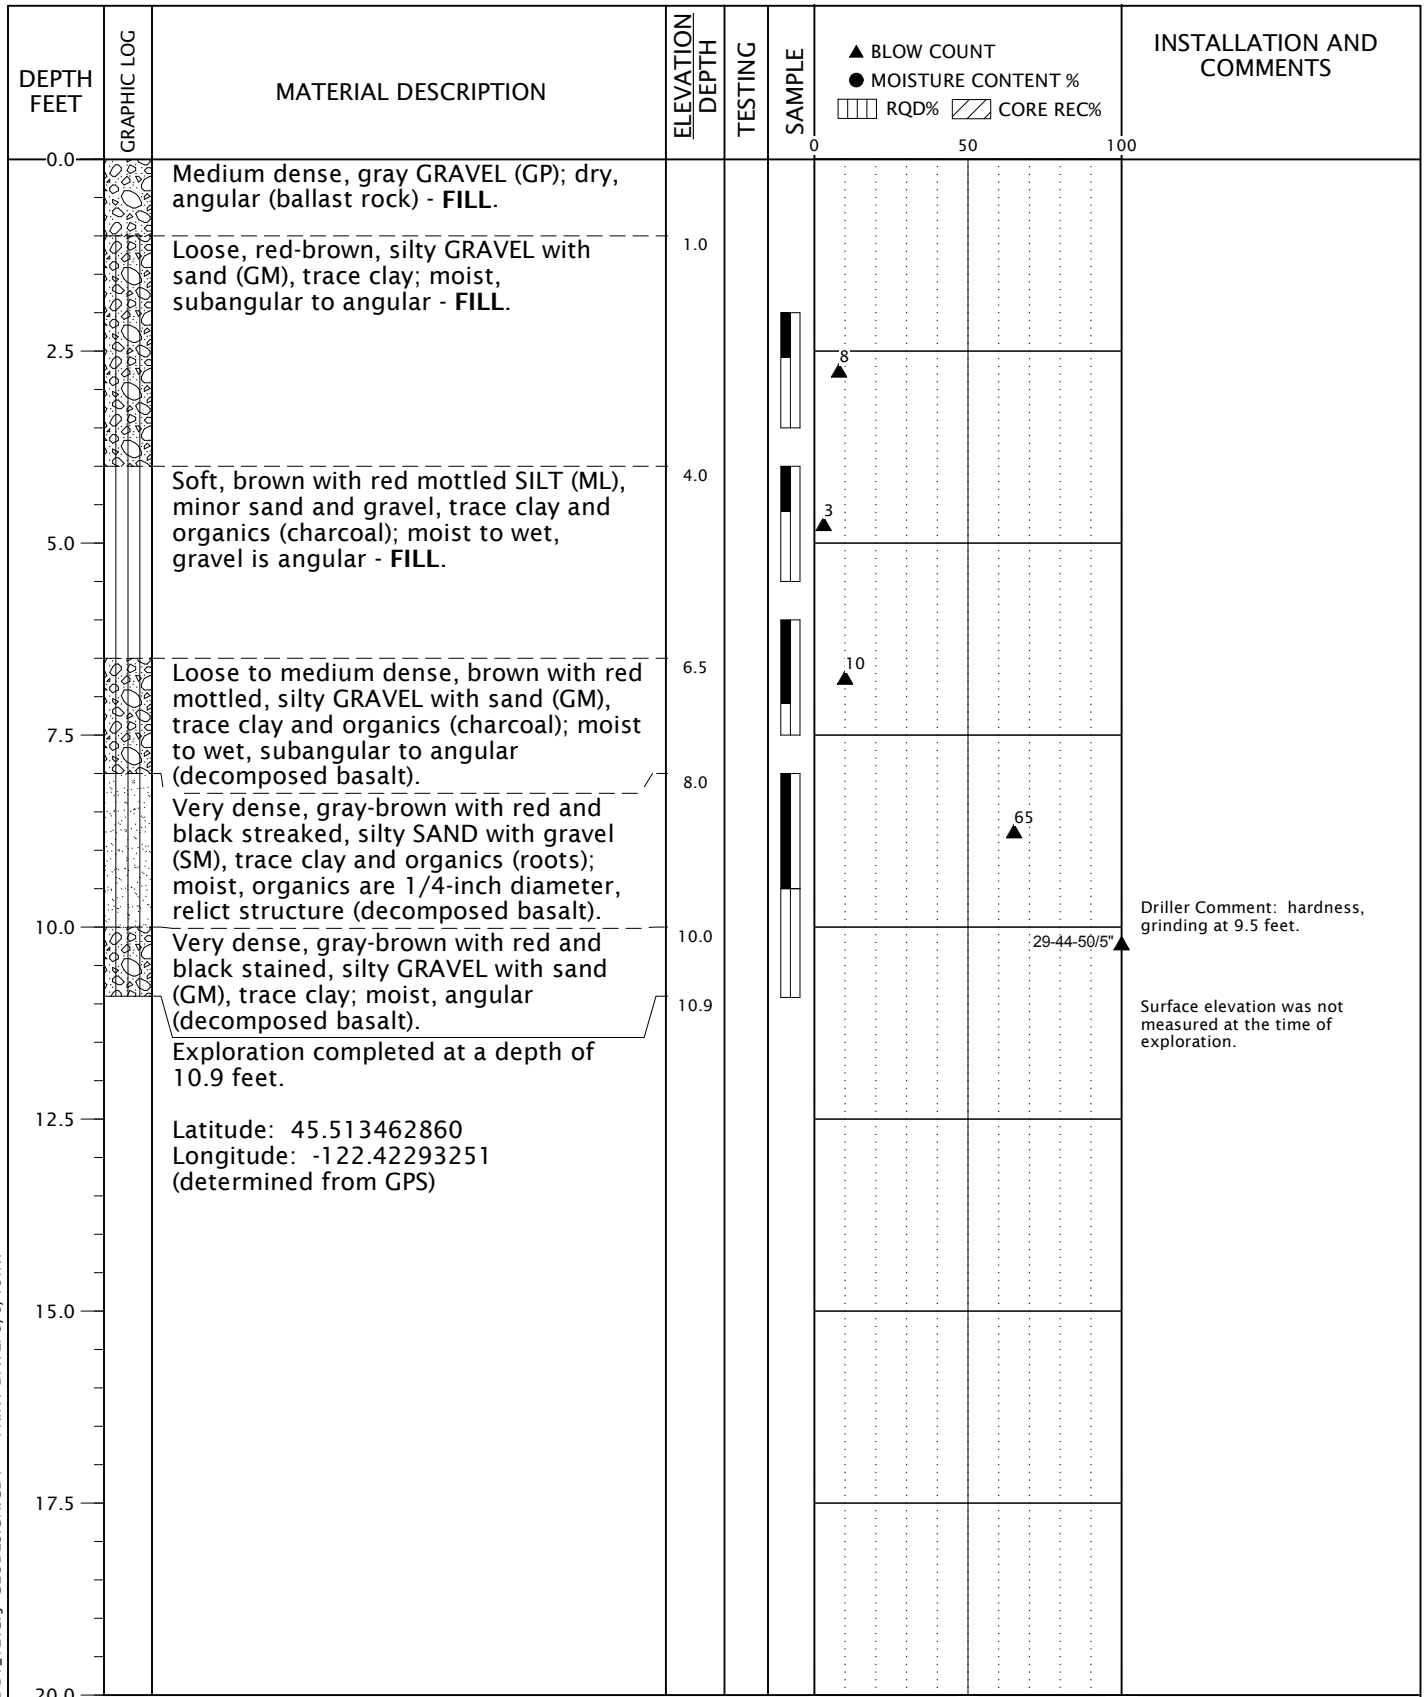 DEPTH
FEET
GRAPHIC LOG
MATERIAL DESCRIPTION
ELEVATION
DEPTH
TESTING
SAMPLE
▲ BLOW COUNT
● MOISTURE CONTENT %
RQD% CORE REC%
0 50 100
INSTALLATION AND
COMMENTS
0.0
Medium dense, gray GRAVEL (GP); dry,
angular (ballast rock) - FILL.
1.0
Loose, red-brown, silty GRAVEL with
sand (GM), trace clay; moist,
subangular to angular - FILL.
2.5
8
4.0
Soft, brown with red mottled SILT (ML),
minor sand and gravel, trace clay and
organics (charcoal); moist to wet,
gravel is angular - FILL.
3
5.0
6.5
Loose to medium dense, brown with red
mottled, silty GRAVEL with sand (GM),
trace clay and organics (charcoal); moist
to wet, subangular to angular
(decomposed basalt).
10
7.5
8.0
Very dense, gray-brown with red and
black streaked, silty SAND with gravel
(SM), trace clay and organics (roots);
moist, organics are 1/4-inch diameter,
relict structure (decomposed basalt).
65
Driller Comment: hardness,
grinding at 9.5 feet.
10.0
10.0
Very dense, gray-brown with red and
black stained, silty GRAVEL with sand
(GM), trace clay; moist, angular
(decomposed basalt).
29-44-50/5"
10.9
Surface elevation was not
measured at the time of
exploration.
Exploration completed at a depth of
10.9 feet.
12.5
Latitude: 45.513462860
Longitude: -122.42293251
(determined from GPS)
15.0
17.5
20.0